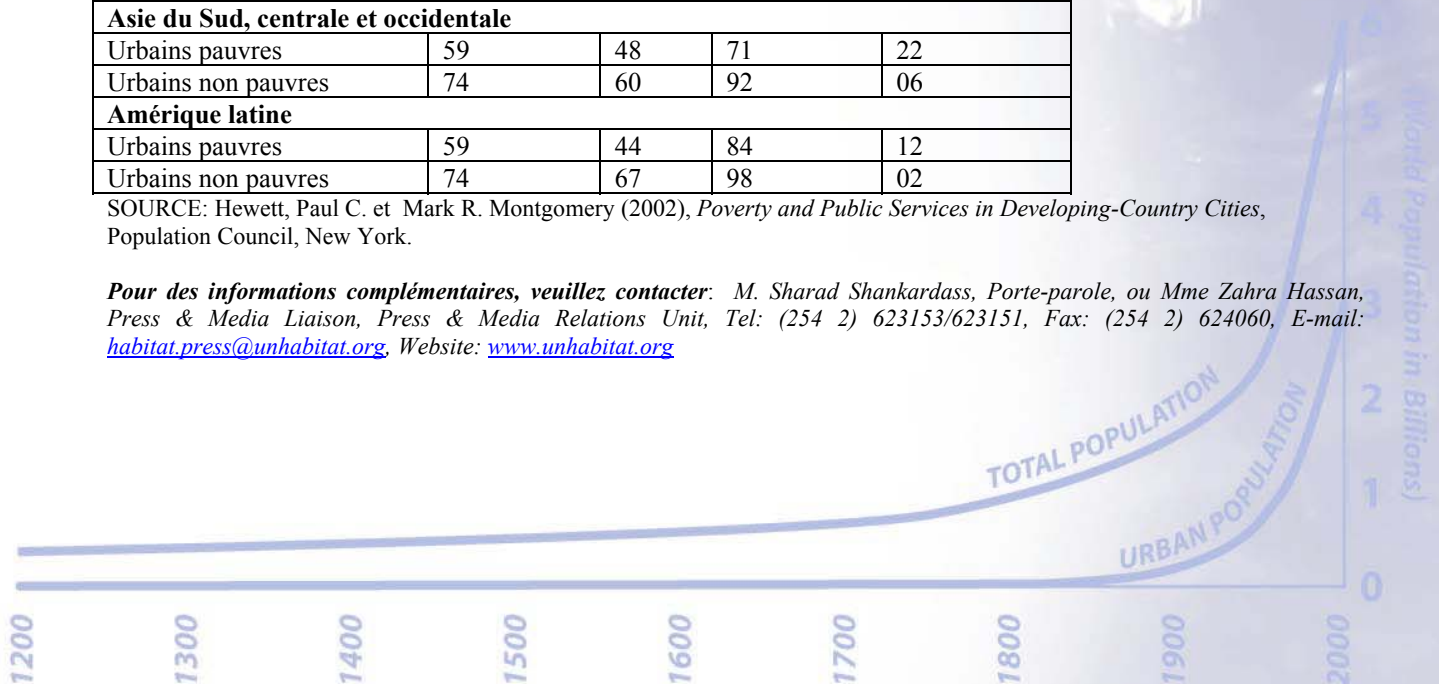 Asie du Sud, centrale et occidentale
Urbains pauvres 59 48 71 22
Urbains non pauvres 74 60 92 06
Amérique latine
Urbains pauvres 59 44 84 12
Urbains non pauvres 74 67 98 02
SOURCE: Hewett, Paul C. et Mark R. Montgomery (2002), Poverty and Public Services in Developing-Country Cities,
Population Council, New York.
Pour des informations complémentaires, veuillez contacter: M. Sharad Shankardass, Porte-parole, ou Mme Zahra Hassan,
Press & Media Liaison, Press & Media Relations Unit, Tel: (254 2) 623153/623151, Fax: (254 2) 624060, E-mail:
habitat.press@unhabitat.org, Website: www.unhabitat.org
TOTAL POPULATION
URBAN POPULATION
6
5
4
3
2
1
0
(World Population in Billions)
1200
1300
1400
1500
1600
1700
1800
1900
2000